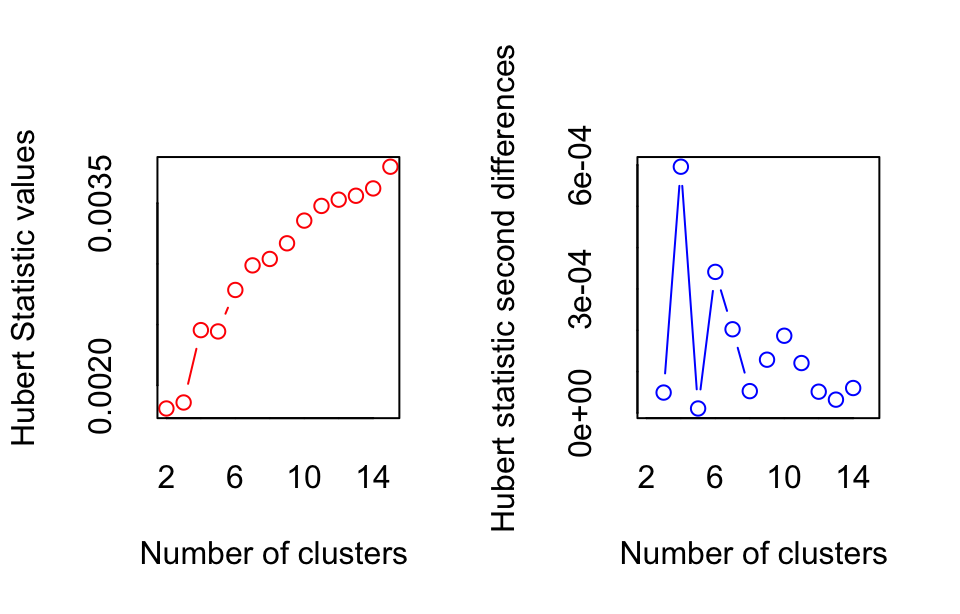 Hubert Statistic values
0.0020 0.0035
2 6 10 14
Number of clusters
Hubert statistic second differences
0e+00 3e-04 6e-04
2 6 10 14
Number of clusters